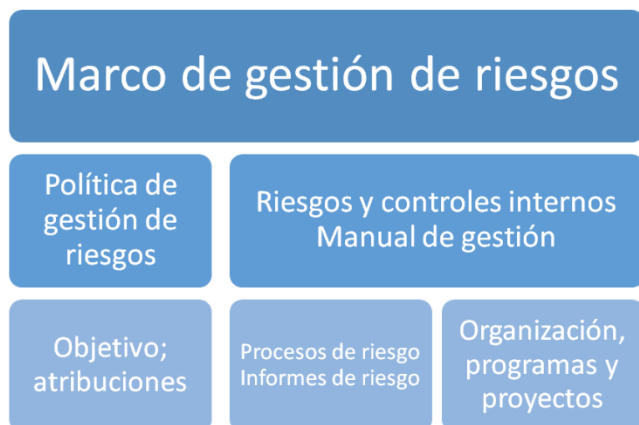 Marco de gestión de riesgos
Política de
gestión de
riesgos
Riesgos y controles internos
Manual de gestión
Objetivo;
atribuciones
Procesos de riesgo
Informes de riesgo
Organización,
programas y
proyectos